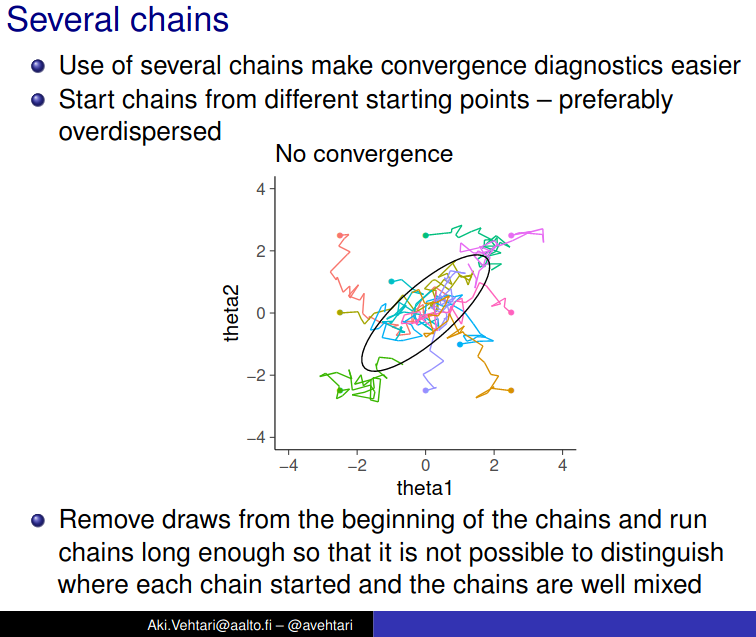 Several chains
Use of several chains make convergence diagnostics easier
Start chains from different starting points – preferably
overdispersed
No convergence
4
2
0
−2
−4
theta2
−4 −2 0 2 4
theta1
Remove draws from the beginning of the chains and run
chains long enough so that it is not possible to distinguish
where each chain started and the chains are well mixed
Aki.Vehtari@aalto.fi – @avehtari